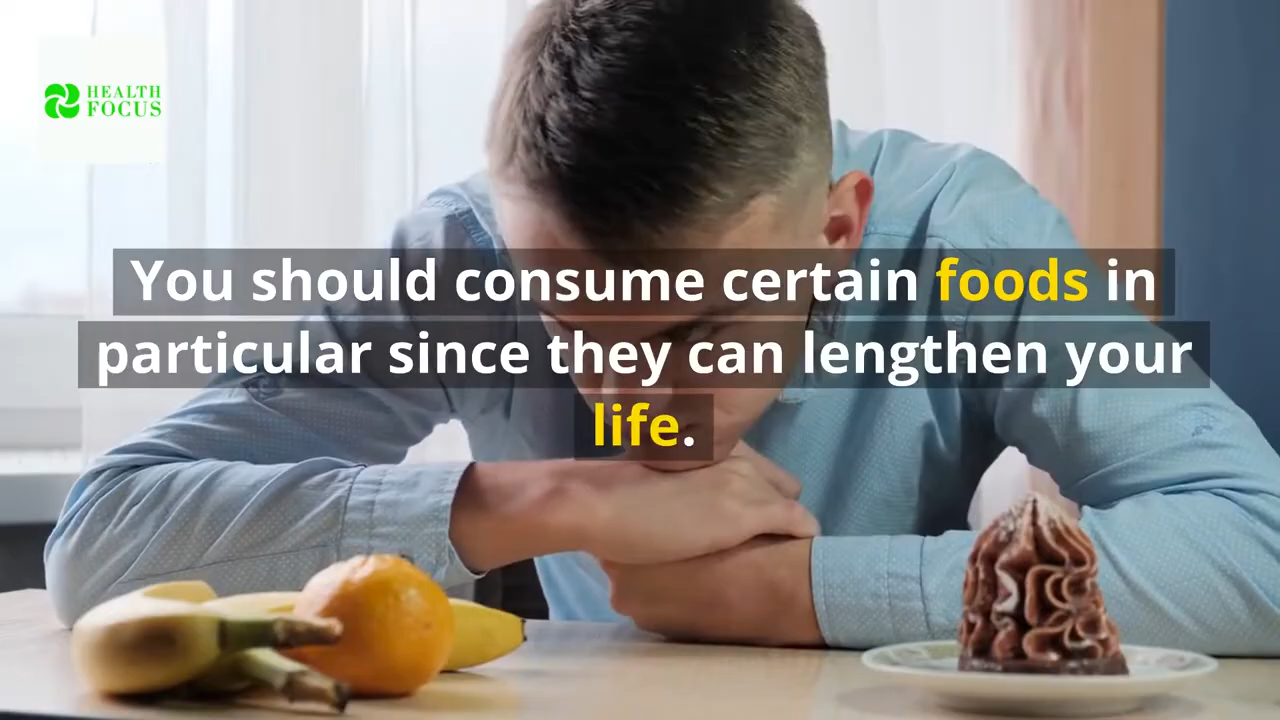 HEALTH
FOCUS
You should consume certain foods in
particular since they can lengthen your
life.